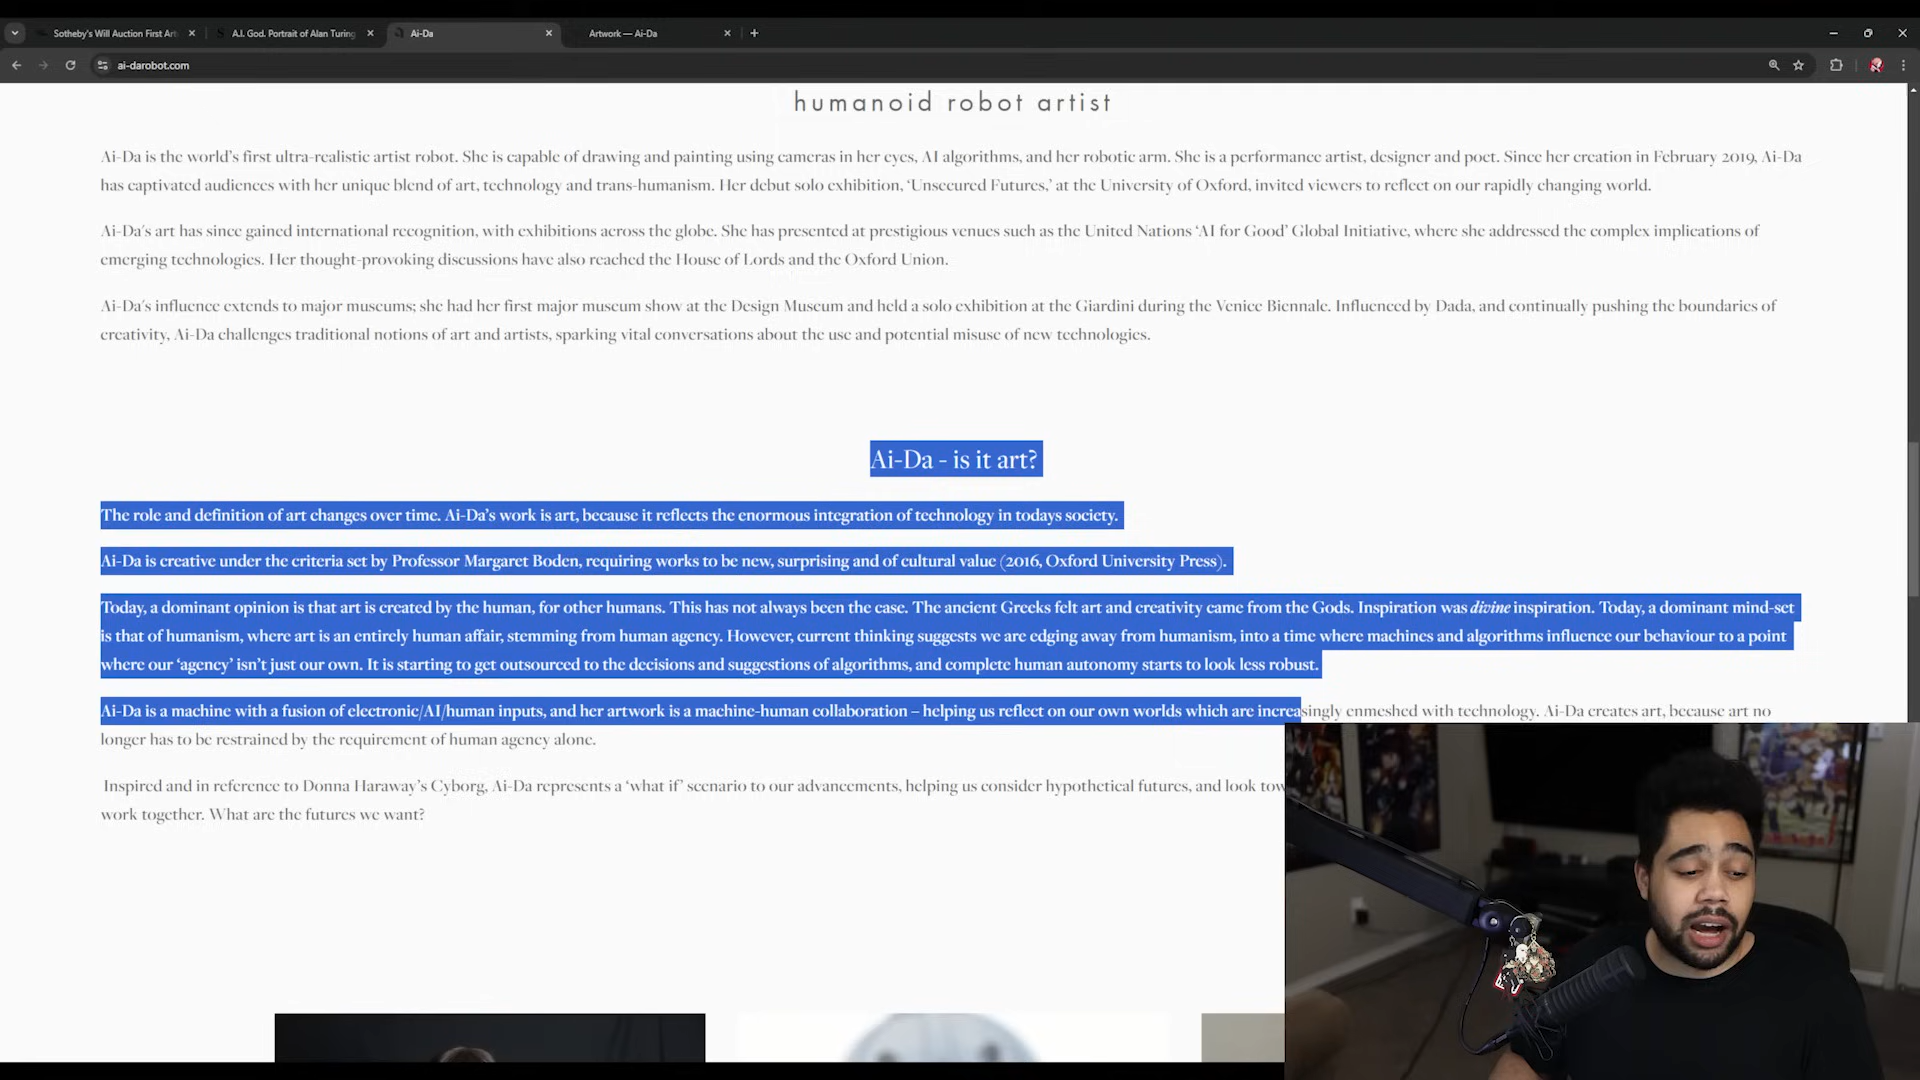 Sotheby's Will Auction First Art
A.I. God. Portrait of Alan Turing
Ai-Da
Artwork — Ai-Da
ai-darobot.com
humanoid robot artist
Ai-Da is the world's first ultra-realistic artist robot. She is capable of drawing and painting using cameras in her eyes, AI algorithms, and her robotic arm. She is a performance artist, designer and poet. Since her creation in February 2019, Ai-Da
has captivated audiences with her unique blend of art, technology and trans-humanism. Her debut solo exhibition, ‘Unsecured Futures,’ at the University of Oxford, invited viewers to reflect on our rapidly changing world.
Ai-Da's art has since gained international recognition, with exhibitions across the globe. She has presented at prestigious venues such as the United Nations ‘AI for Good’ Global Initiative, where she addressed the complex implications of
emerging technologies. Her thought-provoking discussions have also reached the House of Lords and the Oxford Union.
Ai-Da's influence extends to major museums; she had her first major museum show at the Design Museum and held a solo exhibition at the Giardini during the Venice Biennale. Influenced by Dada, and continually pushing the boundaries of
creativity, Ai-Da challenges traditional notions of art and artists, sparking vital conversations about the use and potential misuse of new technologies.
Ai-Da - is it art?
The role and definition of art changes over time. Ai-Da's work is art, because it reflects the enormous integration of technology in todays society.
Ai-Da is creative under the criteria set by Professor Margaret Boden, requiring works to be new, surprising and of cultural value (2016, Oxford University Press).
Today, a dominant opinion is that art is created by the human, for other humans. This has not always been the case. The ancient Greeks felt art and creativity came from the Gods. Inspiration was divine inspiration. Today, a dominant mind-set
is that of humanism, where art is an entirely human affair, stemming from human agency. However, current thinking suggests we are edging away from humanism, into a time where machines and algorithms influence our behaviour to a point
where our ‘agency’ isn't just our own. It is starting to get outsourced to the decisions and suggestions of algorithms, and complete human autonomy starts to look less robust.
Ai-Da is a machine with a fusion of electronic/AI/human inputs, and her artwork is a machine-human collaboration – helping us reflect on our own worlds which are increasingly enmeshed with technology. Ai-Da creates art, because art no
longer has to be restrained by the requirement of human agency alone.
Inspired and in reference to Donna Haraway's Cyborg, Ai-Da represents a ‘what if’ scenario to our advancements, helping us consider hypothetical futures, and look tow
work together. What are the futures we want?